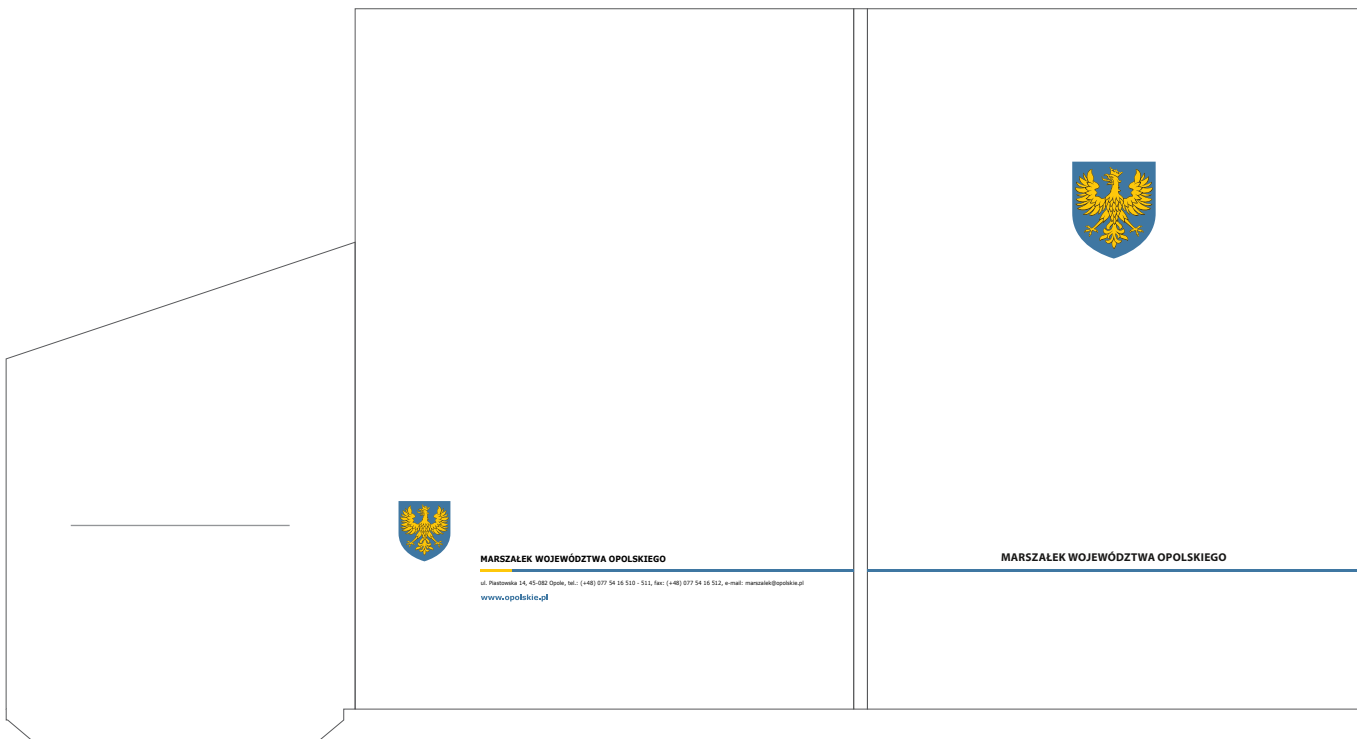 MARSZAŁEK WOJEWÓDZTWA OPOLSKIEGO
ul. Piastowska 14, 45-082 Opole, tel.: (+48) 077 54 16 510 - 511, fax: (+48) 077 54 16 512, e-mail: marszalek@opolskie.pl
www.opolskie.pl
MARSZAŁEK WOJEWÓDZTWA OPOLSKIEGO